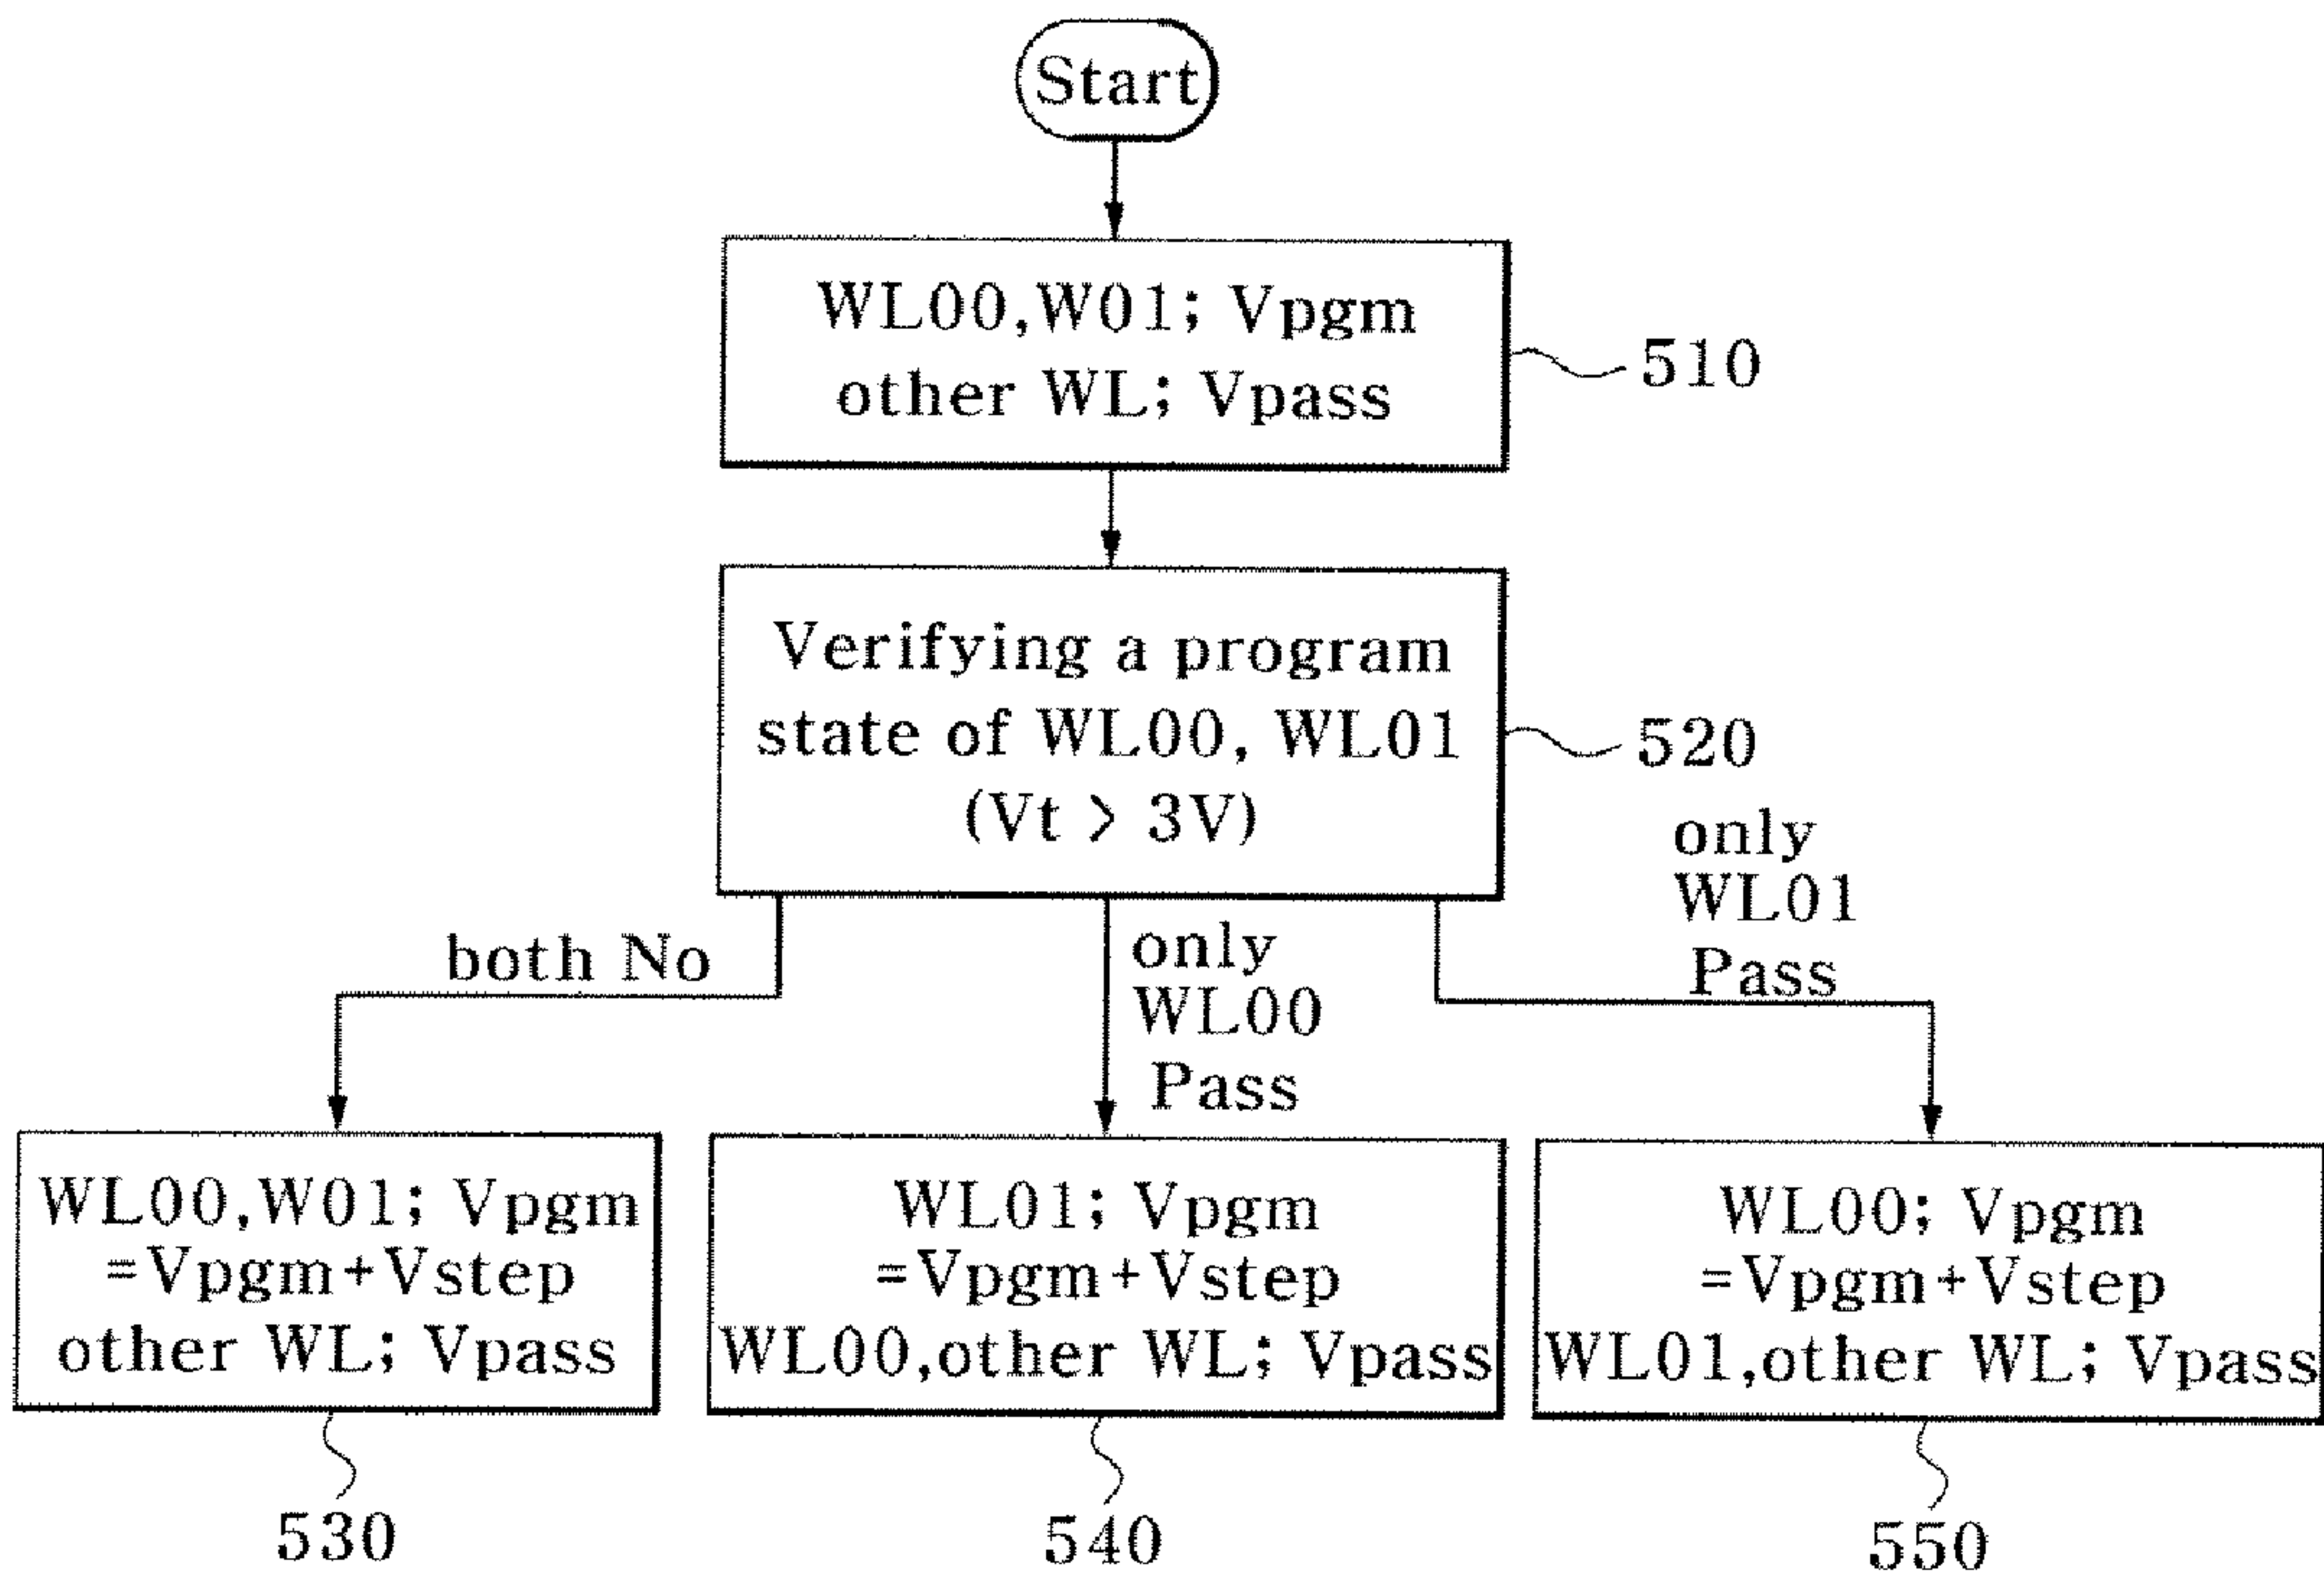 Start
WL00,W01; Vpgm
other WL; Vpass
510
Verifying a program
state of WL00, WL01
(Vt > 3V)
520
both No
only
WL00
Pass
only
WL01
Pass
WL00,W01; Vpgm
=Vpgm+Vstep
other WL; Vpass
530
WL01; Vpgm
=Vpgm+Vstep
WL00,other WL; Vpass
540
WL00; Vpgm
=Vpgm+Vstep
WL01,other WL; Vpass
550